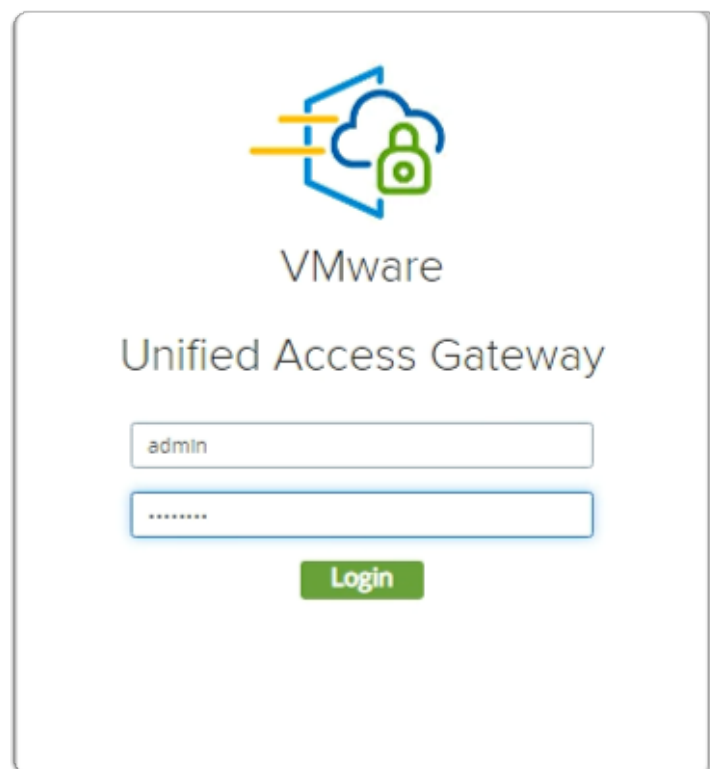 VMware
Unified Access Gateway
admin
........
Login